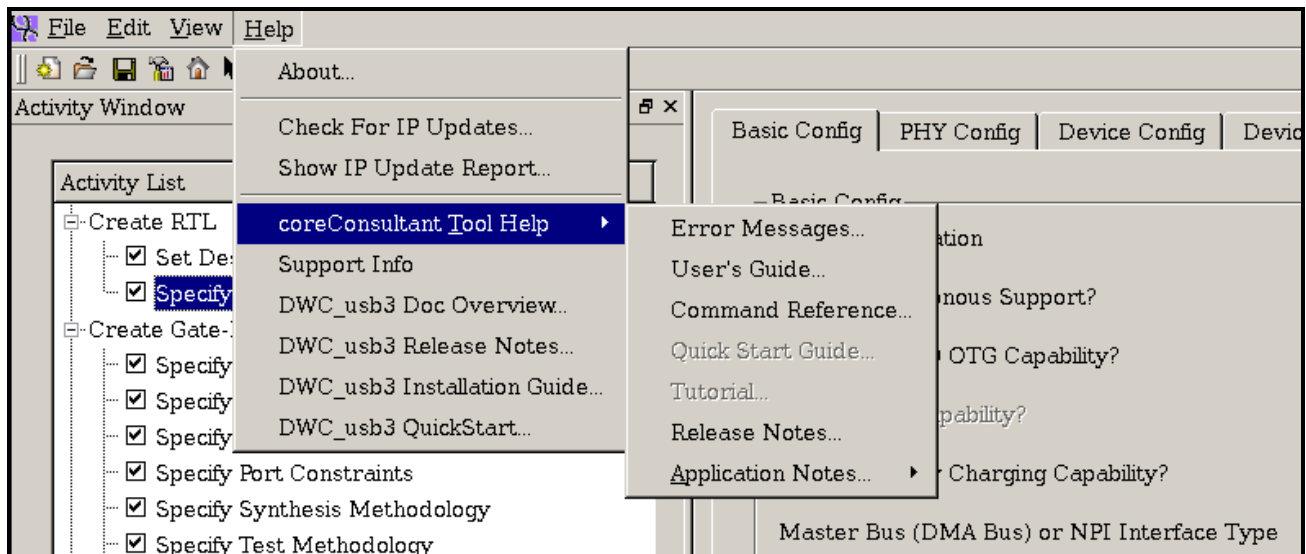 File Edit View Help
Activity Window
About...
Check For IP Updates...
Show IP Update Report...
coreConsultant Tool Help
Support Info
DWC_usb3 Doc Overview...
DWC_usb3 Release Notes...
DWC_usb3 Installation Guide...
DWC_usb3 QuickStart...
Error Messages...
User's Guide...
Command Reference...
Quick Start Guide...
Tutorial...
Release Notes...
Application Notes...
Activity List
Create RTL
Set De
Specify
Create Gate-
Specify
Specify
Specify
Specify Port Constraints
Specify Synthesis Methodology
Specify Test Methodology
Basic Config PHY Config Device Config Devic
Basic Config
ation
nous Support?
OTG Capability?
pability?
Charging Capability?
Master Bus (DMA Bus) or NPI Interface Type